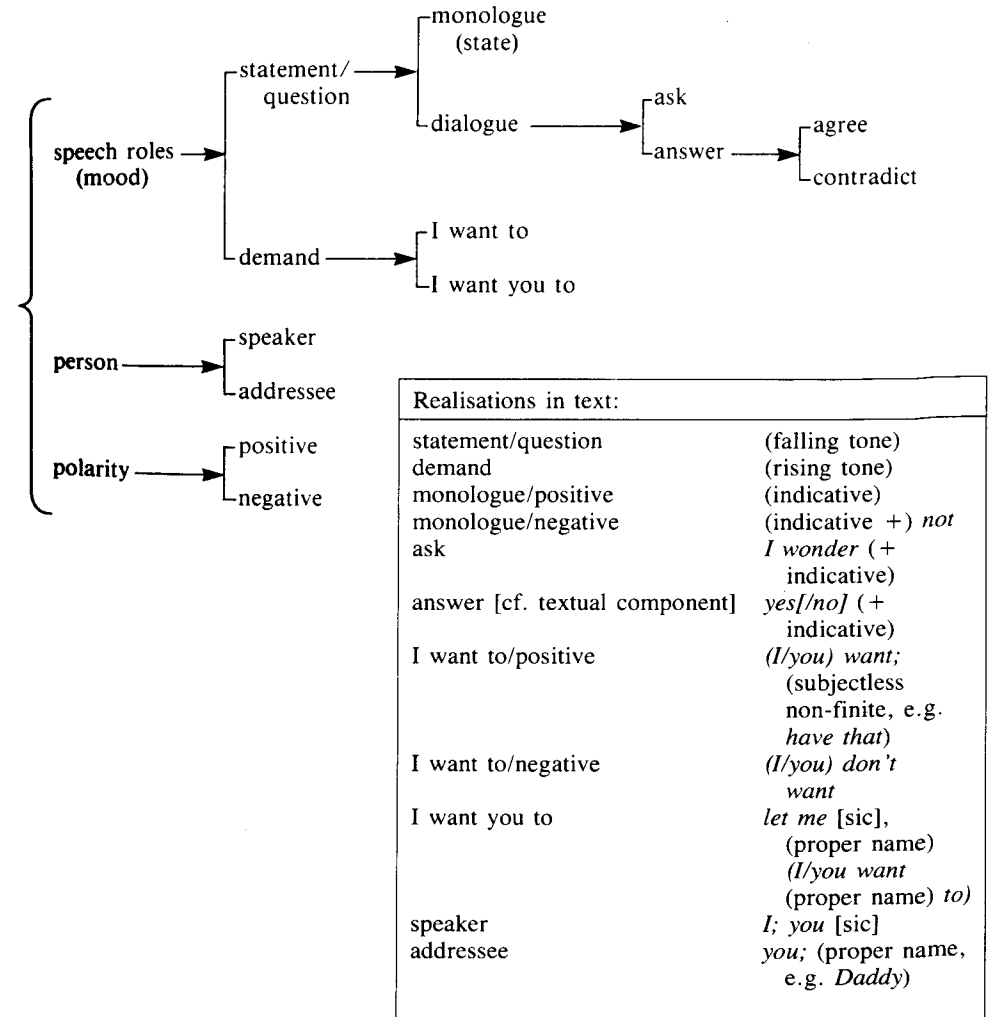 monologue
(state)
statement/
question
ask
dialogue
agree
speech roles
(mood)
answer
contradict
I want to
demand
I want you to
speaker
person
addressee
positive
polarity
negative
Realisations in text:
statement/question (falling tone)
demand (rising tone)
monologue/positive (indicative)
monologue/negative (indicative +) not
ask I wonder (+
indicative)
answer [cf. textual component] yes[/no] (+
indicative)
I want to/positive (I/you) want;
(subjectless
non-finite, e.g.
have that)
I want to/negative (I/you) don't
want
I want you to let me [sic],
(proper name)
(I/you want
(proper name) to)
speaker I; you [sic]
addressee you; (proper name,
e.g. Daddy)